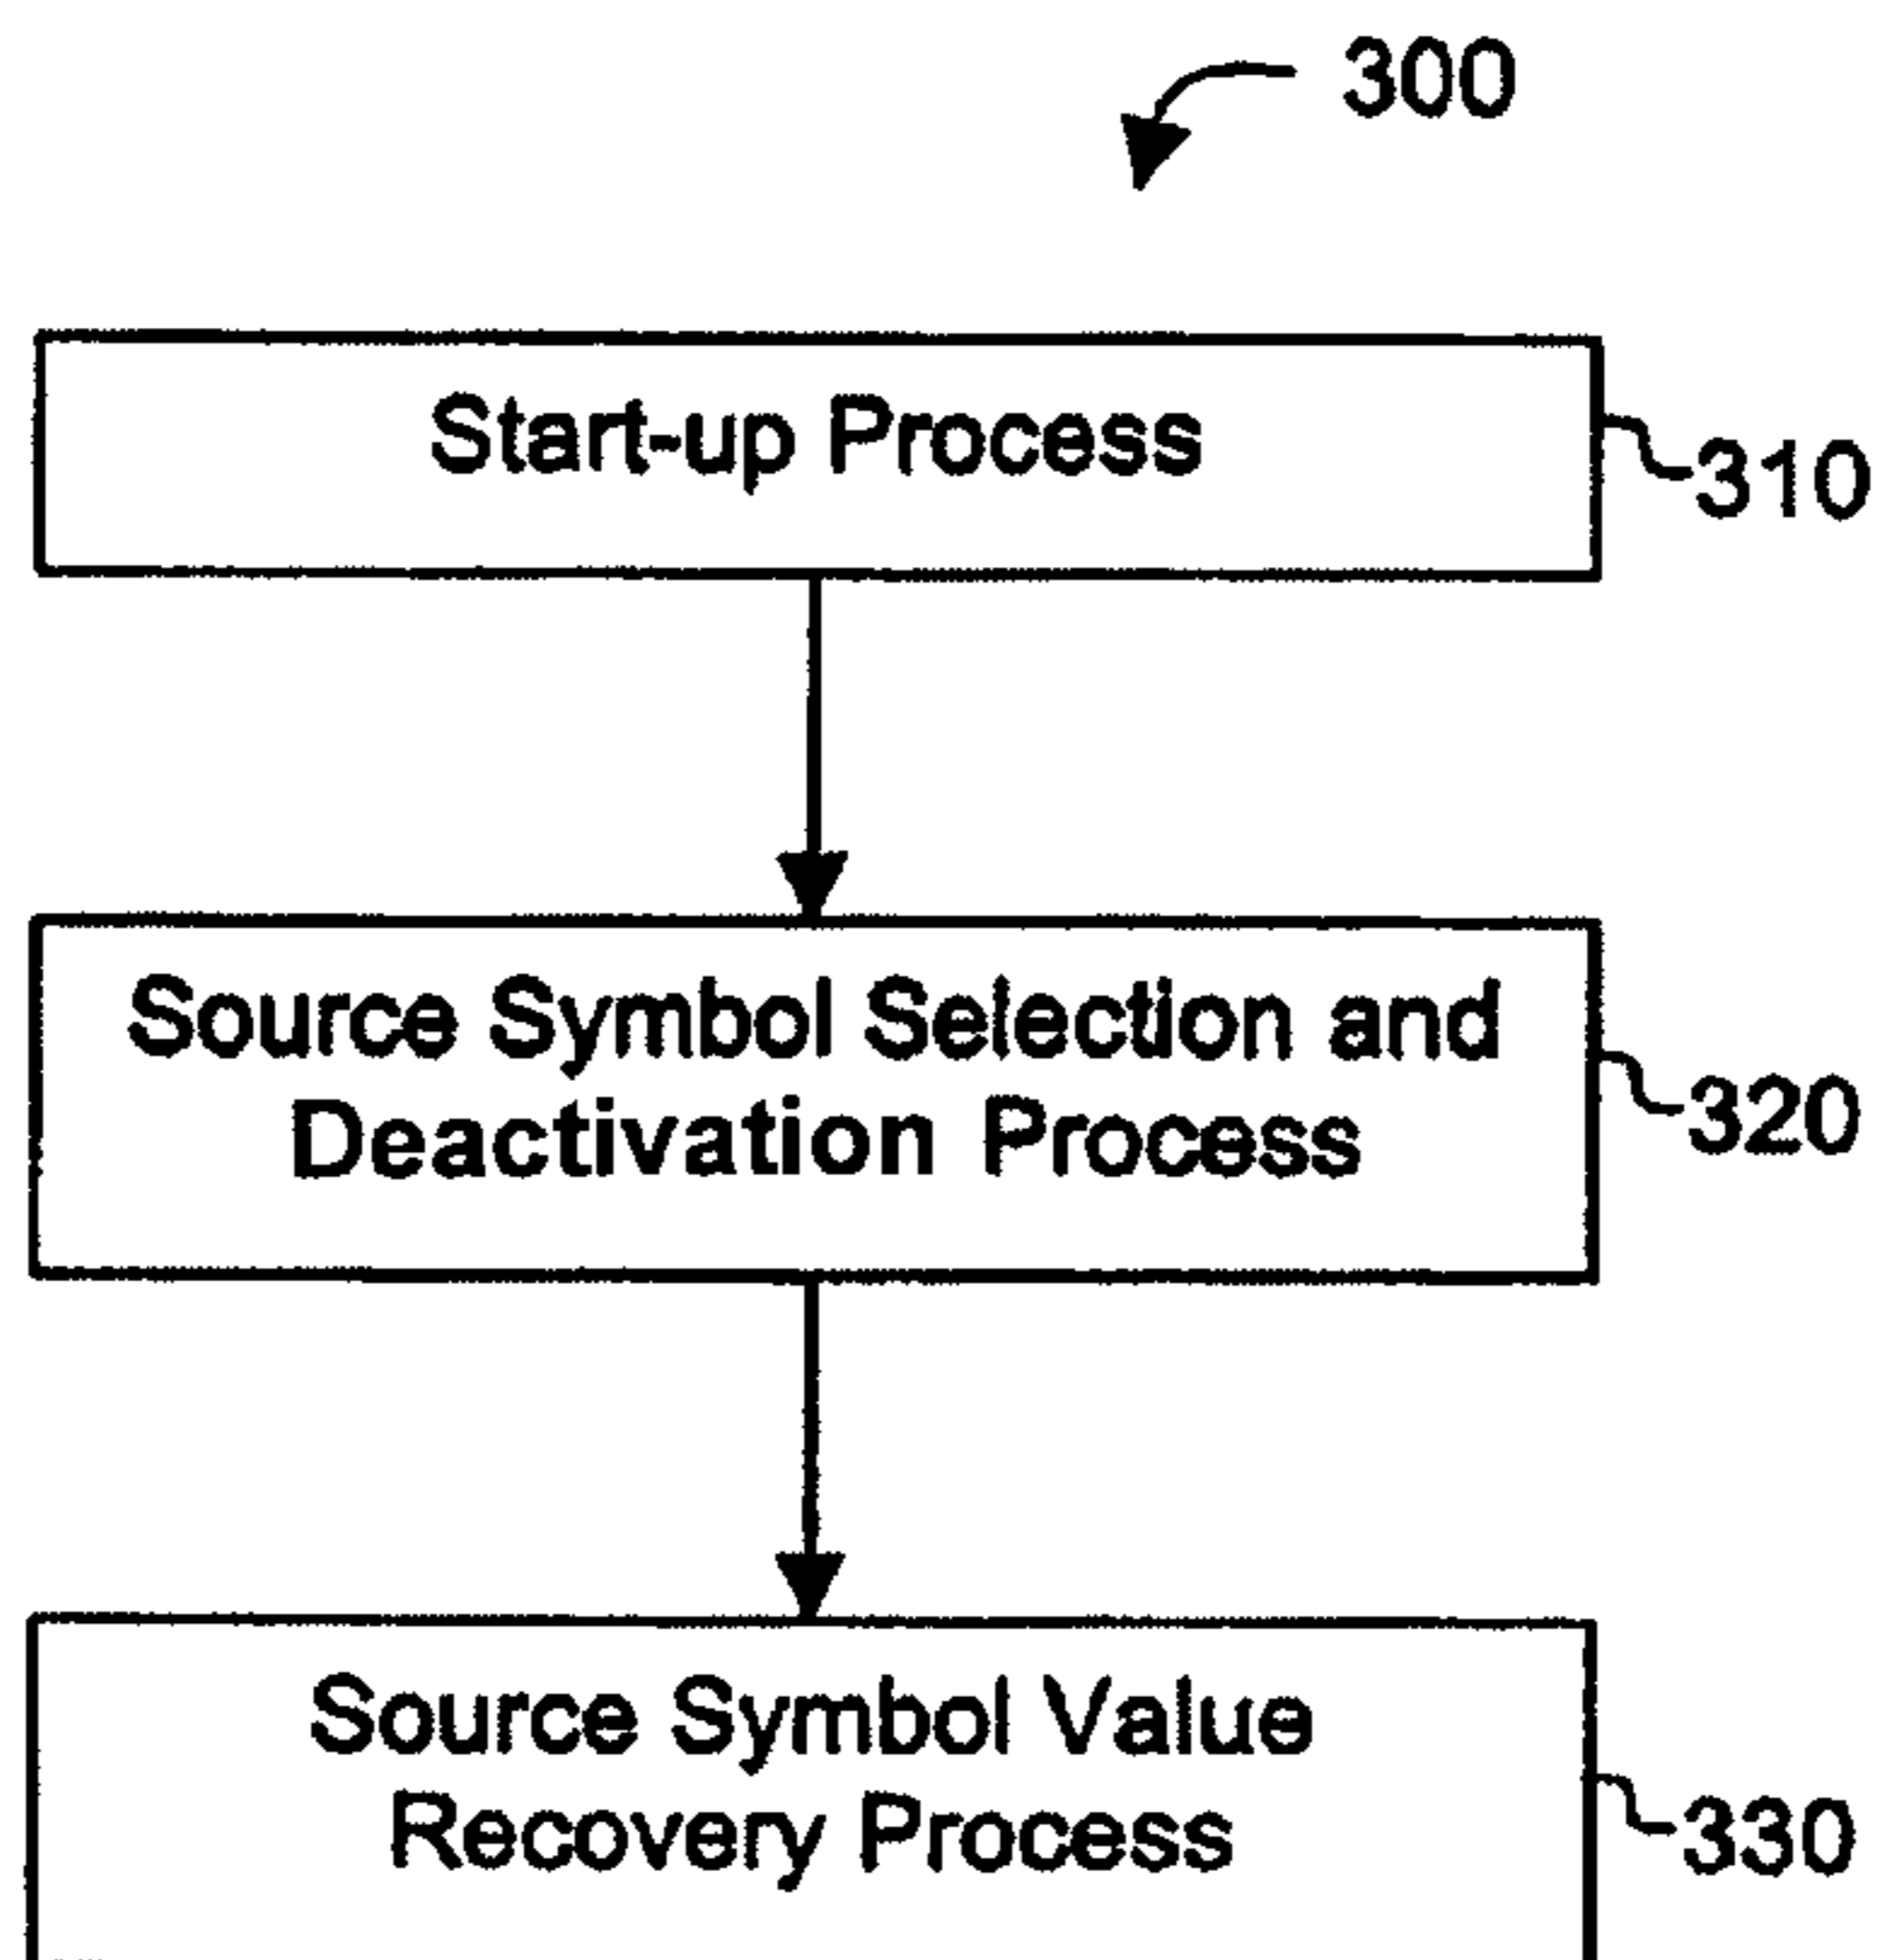 300
Start-up Process
310
Source Symbol Selection and
Deactivation Process
320
Source Symbol Value
Recovery Process
330